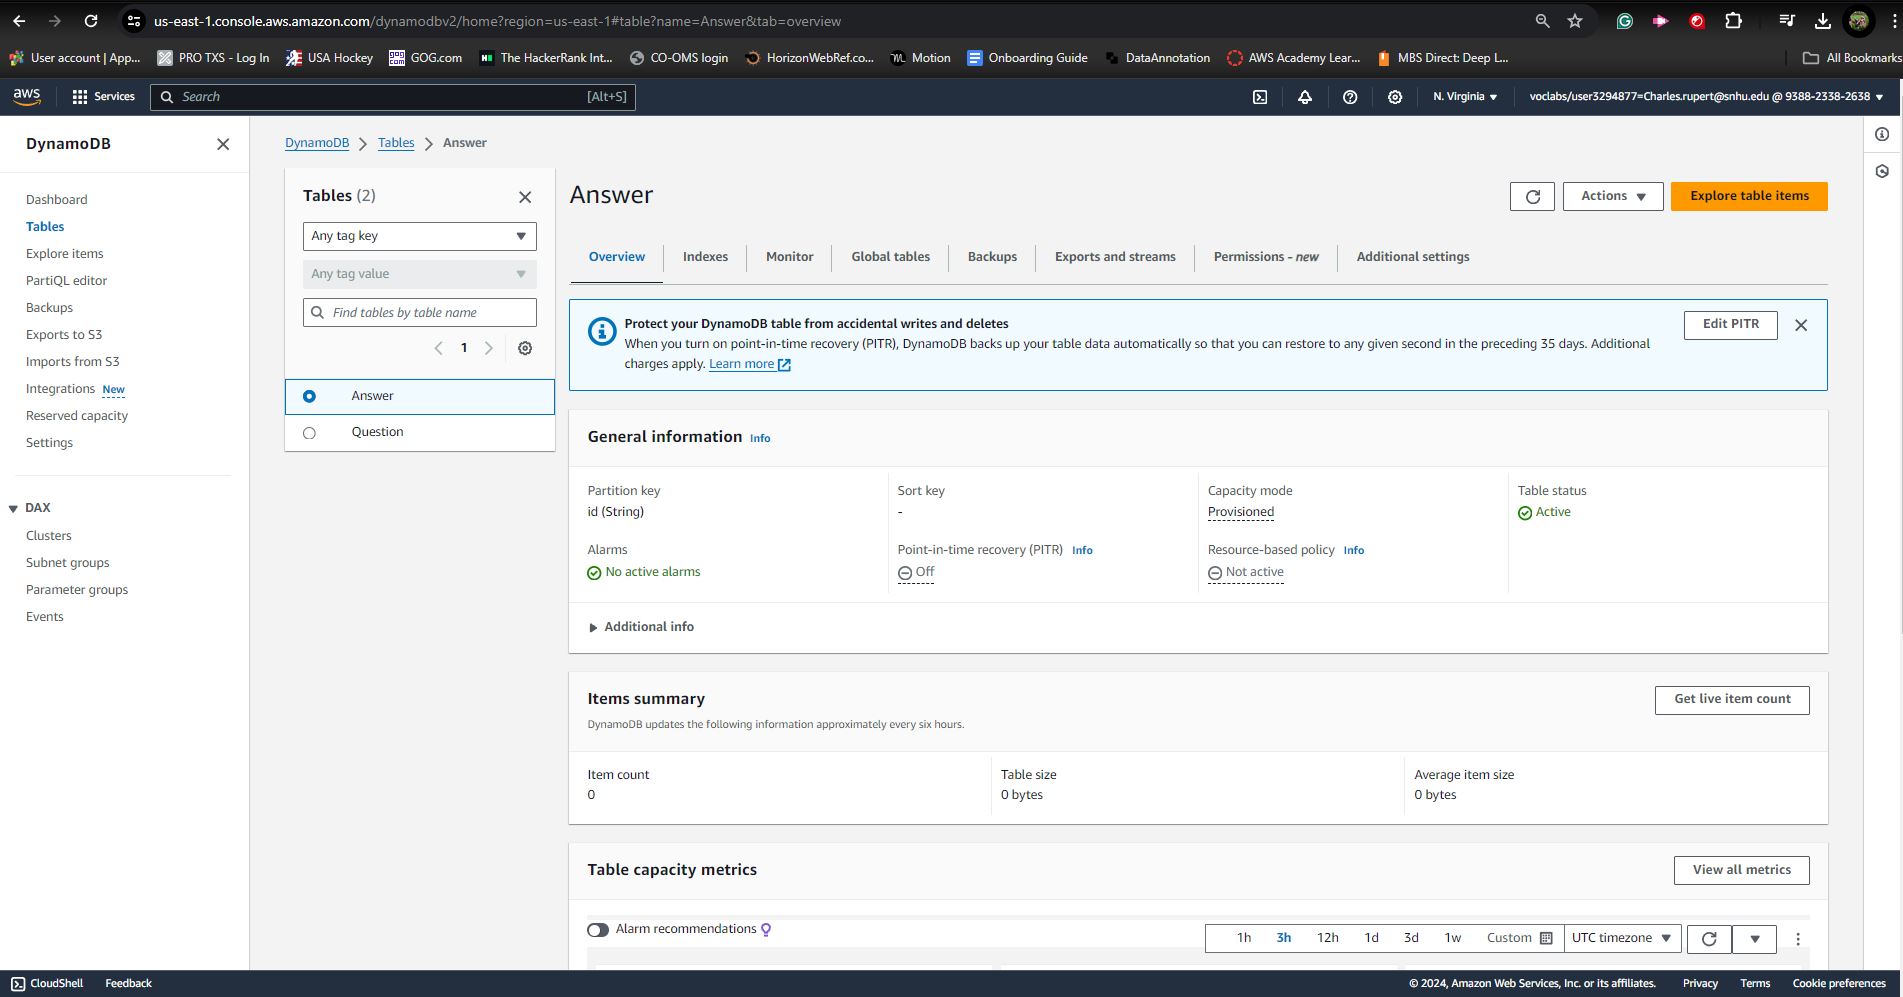 us-east-1.console.aws.amazon.com/dynamodbv2/home?region=us-east-1#table?name=Answer&tab=overview
User account | App... PRO TXS - Log In USA Hockey GOG.com The HackerRank Int... CO-OMS login HorizonWebRef.co... Motion Onboarding Guide DataAnnotation AWS Academy Lear... MBS Direct: Deep L... All Bookmarks
aws Services Search [Alt+S] N. Virginia voclabs/user3294877=Charles.rupert@snhu.edu @ 9388-2338-2638
DynamoDB
Dashboard
Tables
Explore items
PartiQL editor
Backups
Exports to S3
Imports from S3
Integrations New
Reserved capacity
Settings
DAX
Clusters
Subnet groups
Parameter groups
Events
DynamoDB Tables Answer
Tables (2)
Any tag key
Any tag value
Find tables by table name
1
Answer
Question
Answer
Actions Explore table items
Overview Indexes Monitor Global tables Backups Exports and streams Permissions - new Additional settings
Protect your DynamoDB table from accidental writes and deletes
When you turn on point-in-time recovery (PITR), DynamoDB backs up your table data automatically so that you can restore to any given second in the preceding 35 days. Additional
charges apply. Learn more
Edit PITR
General information Info
Partition key Sort key Capacity mode Table status
id (String) - Provisioned Active
Alarms Point-in-time recovery (PITR) Info Resource-based policy Info
No active alarms Off Not active
Additional info
Items summary Get live item count
DynamoDB updates the following information approximately every six hours.
Item count Table size Average item size
0 0 bytes 0 bytes
Table capacity metrics View all metrics
Alarm recommendations 1h 3h 12h 1d 3d 1w Custom UTC timezone
CloudShell Feedback © 2024, Amazon Web Services, Inc. or its affiliates. Privacy Terms Cookie preferences